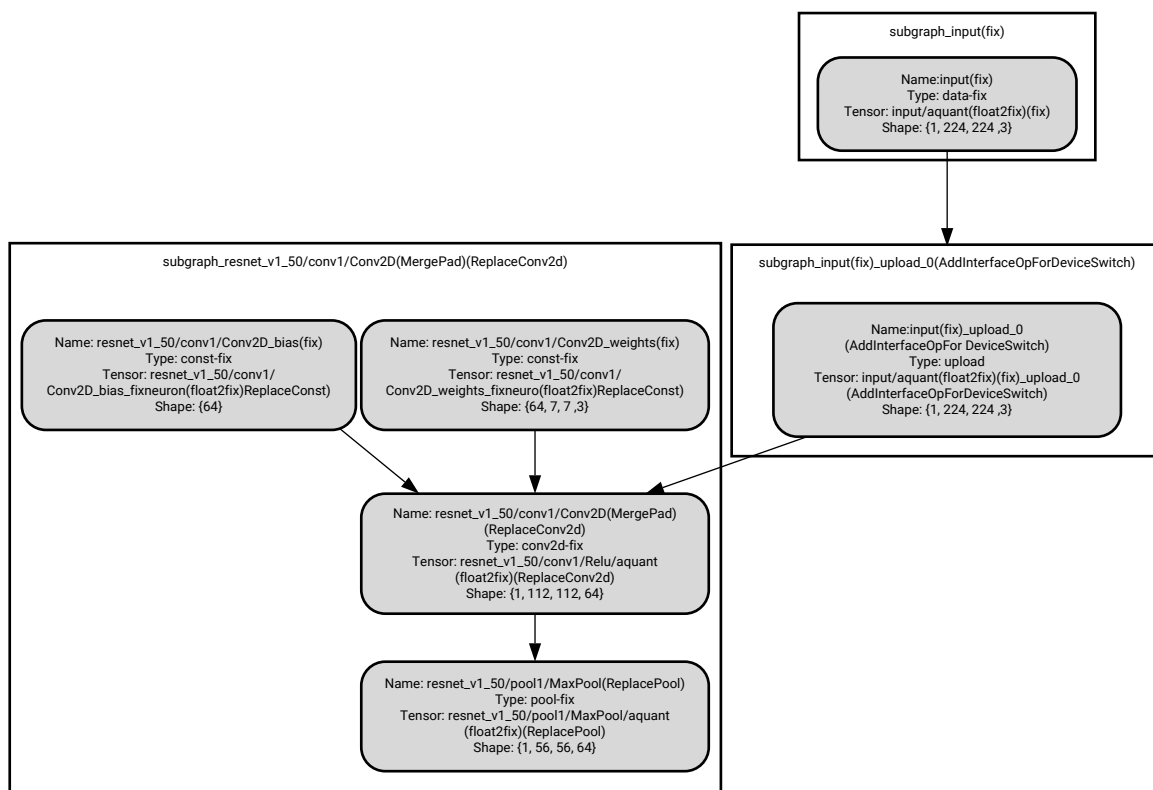 subgraph_input(fix)
Name:input(fix)
Type: data-fix
Tensor: input/aquant(float2fix)(fix)
Shape: {1, 224, 224 ,3}
subgraph_resnet_v1_50/conv1/Conv2D(MergePad)(ReplaceConv2d)
subgraph_input(fix)_upload_0(AddInterfaceOpForDeviceSwitch)
Name:input(fix)_upload_0
(AddInterfaceOpFor DeviceSwitch)
Type: upload
Tensor: input/aquant(float2fix)(fix)_upload_0
(AddInterfaceOpForDeviceSwitch)
Shape: {1, 224, 224 ,3}
Name: resnet_v1_50/conv1/Conv2D_bias(fix)
Type: const-fix
Tensor: resnet_v1_50/conv1/
Conv2D_bias_fixneuron(float2fix)ReplaceConst)
Shape: {64}
Name: resnet_v1_50/conv1/Conv2D_weights(fix)
Type: const-fix
Tensor: resnet_v1_50/conv1/
Conv2D_weights_fixneuro(float2fix)ReplaceConst)
Shape: {64, 7, 7 ,3}
Name: resnet_v1_50/conv1/Conv2D(MergePad)
(ReplaceConv2d)
Type: conv2d-fix
Tensor: resnet_v1_50/conv1/Relu/aquant
(float2fix)(ReplaceConv2d)
Shape: {1, 112, 112, 64}
Name: resnet_v1_50/pool1/MaxPool(ReplacePool)
Type: pool-fix
Tensor: resnet_v1_50/pool1/MaxPool/aquant
(float2fix)(ReplacePool)
Shape: {1, 56, 56, 64}